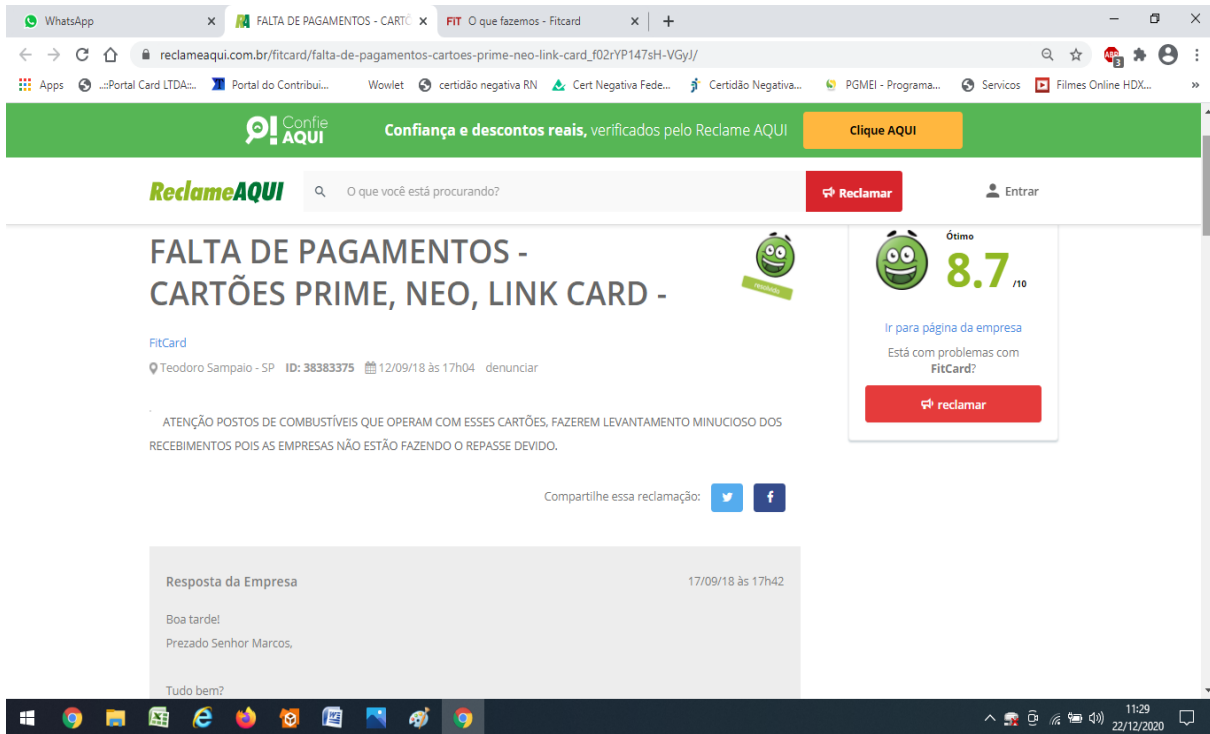 WhatsApp
FALTA DE PAGAMENTOS - CARTÕ
FIT O que fazemos - Fitcard
reclameaqui.com.br/fitcard/falta-de-pagamentos-cartoes-prime-neo-link-card_f02rYP147sH-VGyJ/
ABP
3
Apps
..::Portal Card LTDA::..
Portal do Contribui...
Wowlet
certidão negativa RN
Cert Negativa Fede...
Certidão Negativa...
PGMEI - Programa...
Servicos
Filmes Online HDX...
»
Confie
AQUI
Confiança e descontos reais, verificados pelo Reclame AQUI
Clique AQUI
ReclameAQUI
O que você está procurando?
Reclamar
Entrar
FALTA DE PAGAMENTOS -
CARTÕES PRIME, NEO, LINK CARD -
FitCard
Teodoro Sampaio - SP ID: 38383375 12/09/18 às 17h04 denunciar
ATENÇÃO POSTOS DE COMBUSTÍVEIS QUE OPERAM COM ESSES CARTÕES, FAZEREM LEVANTAMENTO MINUCIOSO DOS
RECEBIMENTOS POIS AS EMPRESAS NÃO ESTÃO FAZENDO O REPASSE DEVIDO.
Compartilhe essa reclamação:
Resposta da Empresa
17/09/18 às 17h42
Boa tarde!
Prezado Senhor Marcos,
Tudo bem?
Ótimo
8.7 /10
Ir para página da empresa
Está com problemas com
FitCard?
reclamar
11:29
22/12/2020